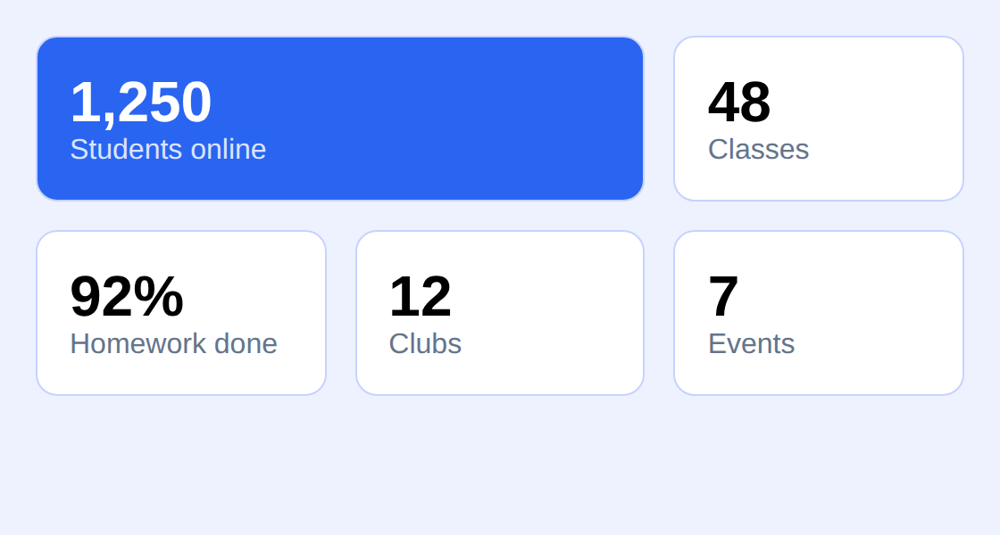 1,250
Students online
48
Classes
92%
Homework done
12
Clubs
7
Events